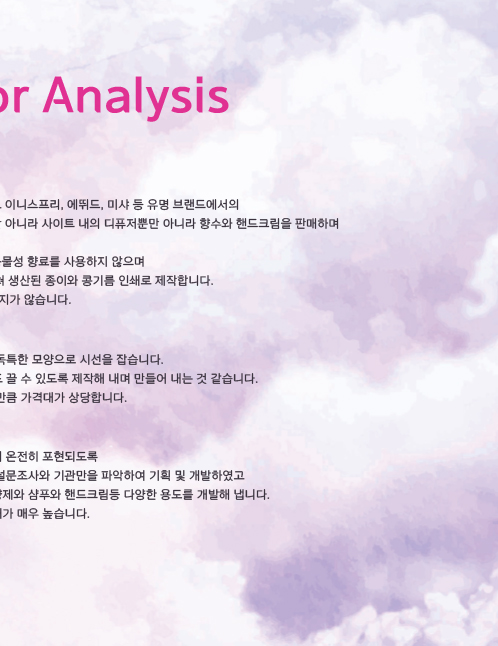 or Analysis
이니스프리, 에뛰드, 미샤 등 유명 브랜드에서의
아니라 사이트 내의 디퓨저뿐만 아니라 향수와 핸드크림을 판매하며
물성 향료를 사용하지 않으며
생산된 종이와 콩기름 인쇄로 제작합니다.
지가 않습니다.
독특한 모양으로 시선을 잡습니다.
끌 수 있도록 제작해 내며 만들어 내는 것 같습니다.
만큼 가격대가 상당합니다.
온전히 포현되도록
설문조사와 기관만을 파악하여 기획 및 개발하였고
샴푸와 핸드크림등 다양한 용도를 개발해 냅니다.
가 매우 높습니다.